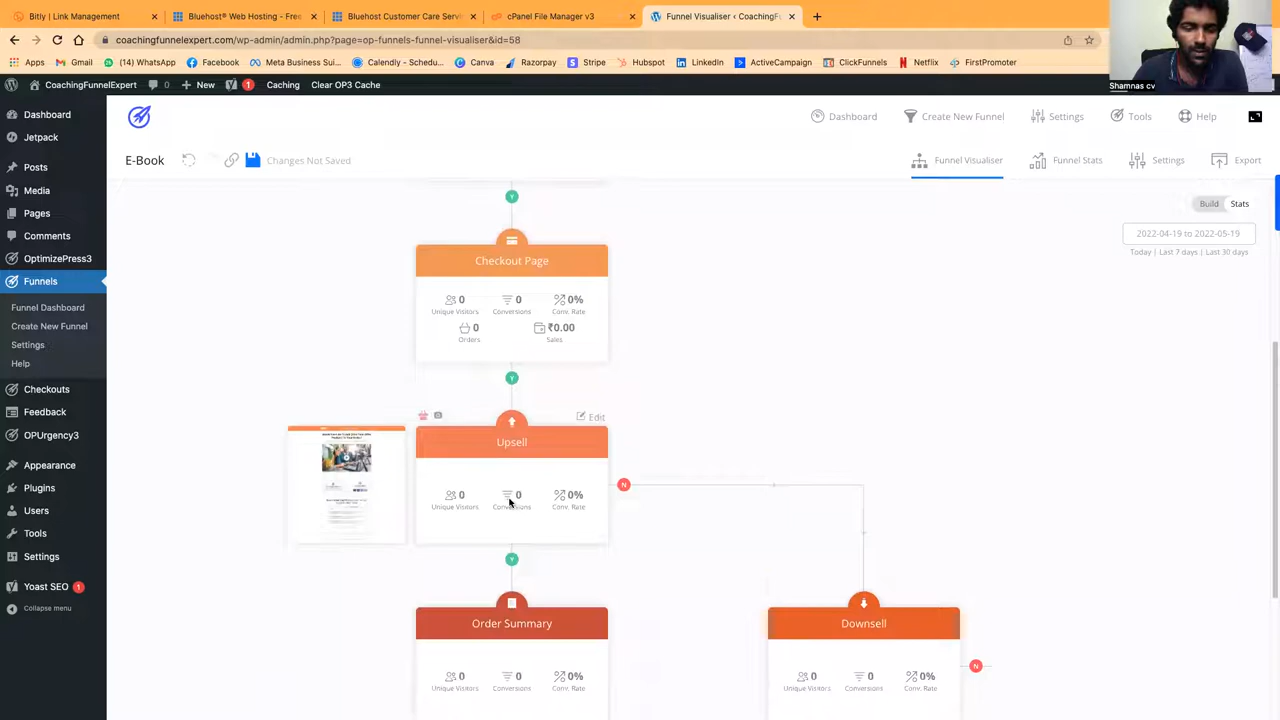 Bitly | Link Management
Bluehost® Web Hosting - Free
Bluehost Customer Care Servi
cPanel File Manager v3
Funnel Visualiser ‹ CoachingFu
coachingfunnelexpert.com/wp-admin/admin.php?page=op-funnels-funnel-visualiser&id=58
Apps Gmail (14) WhatsApp Facebook Meta Business Sui... Calendly - Schedu... Canva Razorpay Stripe Hubspot LinkedIn ActiveCampaign ClickFunnels Netflix FirstPromoter
Shamnas cv
CoachingFunnelExpert 0 New 1 Caching Clear OP3 Cache
Dashboard
Jetpack
Posts
Media
Pages
Comments
OptimizePress3
Funnels
Funnel Dashboard
Create New Funnel
Settings
Help
Checkouts
Feedback
OPUrgency3
Appearance
Plugins
Users
Tools
Settings
Yoast SEO 1
Collapse menu
Dashboard Create New Funnel Settings Tools Help
E-Book Changes Not Saved Funnel Visualiser Funnel Stats Settings Export
Build Stats
2022-04-19 to 2022-05-19
Today | Last 7 days | Last 30 days
Y
Checkout Page
0 0 0%
Unique Visitors Conversions Conv. Rate
0 ₹0.00
Orders Sales
Y
Edit
Upsell
0 0 0%
Unique Visitors Conversions Conv. Rate
N
Y
Order Summary
0 0 0%
Unique Visitors Conversions Conv. Rate
Downsell
0 0 0%
Unique Visitors Conversions Conv. Rate
N